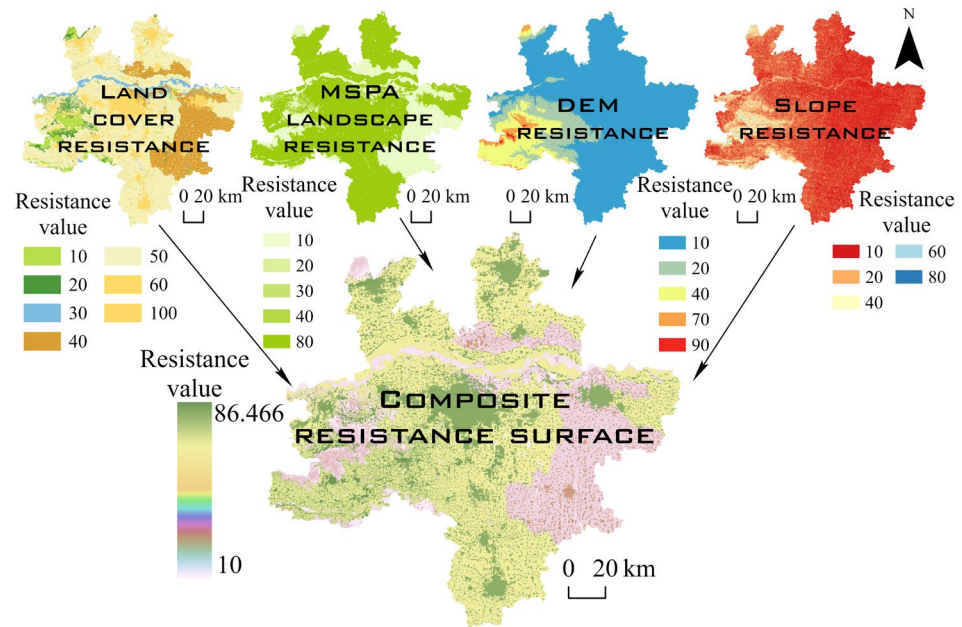 N
LAND
COVER
RESISTANCE
MSPA
LANDSCAPE
RESISTANCE
DEM
RESISTANCE
SLOPE
RESISTANCE
0 20 km
0 20 km
0 20 km
0 20 km
Resistance
value
10
20
30
40
50
60
100
Resistance
value
10
20
30
40
80
Resistance
value
10
20
40
70
90
Resistance
value
10
20
40
60
80
Resistance
value
86.466
10
COMPOSITE
RESISTANCE SURFACE
0 20 km